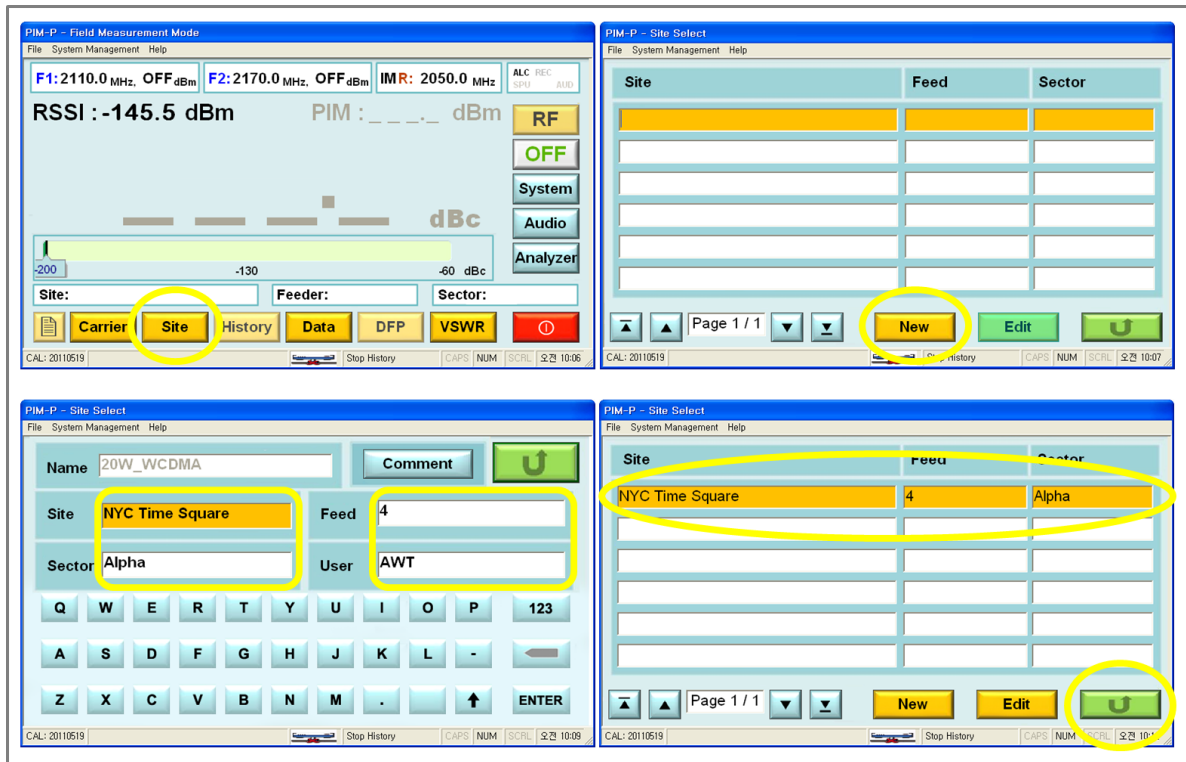 PIM-P - Field Measurement Mode
File System Management Help
F1: 2110.0 MHz, OFF dBm F2: 2170.0 MHz, OFF dBm IMR: 2050.0 MHz
ALC REC
SPU AUD
RSSI : -145.5 dBm PIM : _ _ _._ dBm
RF
OFF
System
dBc
Audio
Analyzer
-200 -130 -60 dBc
Site: Feeder: Sector:
Carrier Site History Data DFP VSWR
CAL: 20110519 Stop History CAPS NUM SCRL 오전 10:06
PIM-P - Site Select
File System Management Help
Site Feed Sector
Page 1 / 1 New Edit
CAL: 20110519 Stop History CAPS NUM SCRL 오전 10:07
PIM-P - Site Select
File System Management Help
Name 20W_WCDMA Comment
Site NYC Time Square Feed 4
Sector Alpha User AWT
Q W E R T Y U I O P 123
A S D F G H J K L -
Z X C V B N M . ENTER
CAL: 20110519 Stop History CAPS NUM SCRL 오전 10:09
PIM-P - Site Select
File System Management Help
Site Feed Sector
NYC Time Square 4 Alpha
Page 1 / 1 New Edit
CAL: 20110519 Stop History CAPS NUM SCRL 오전